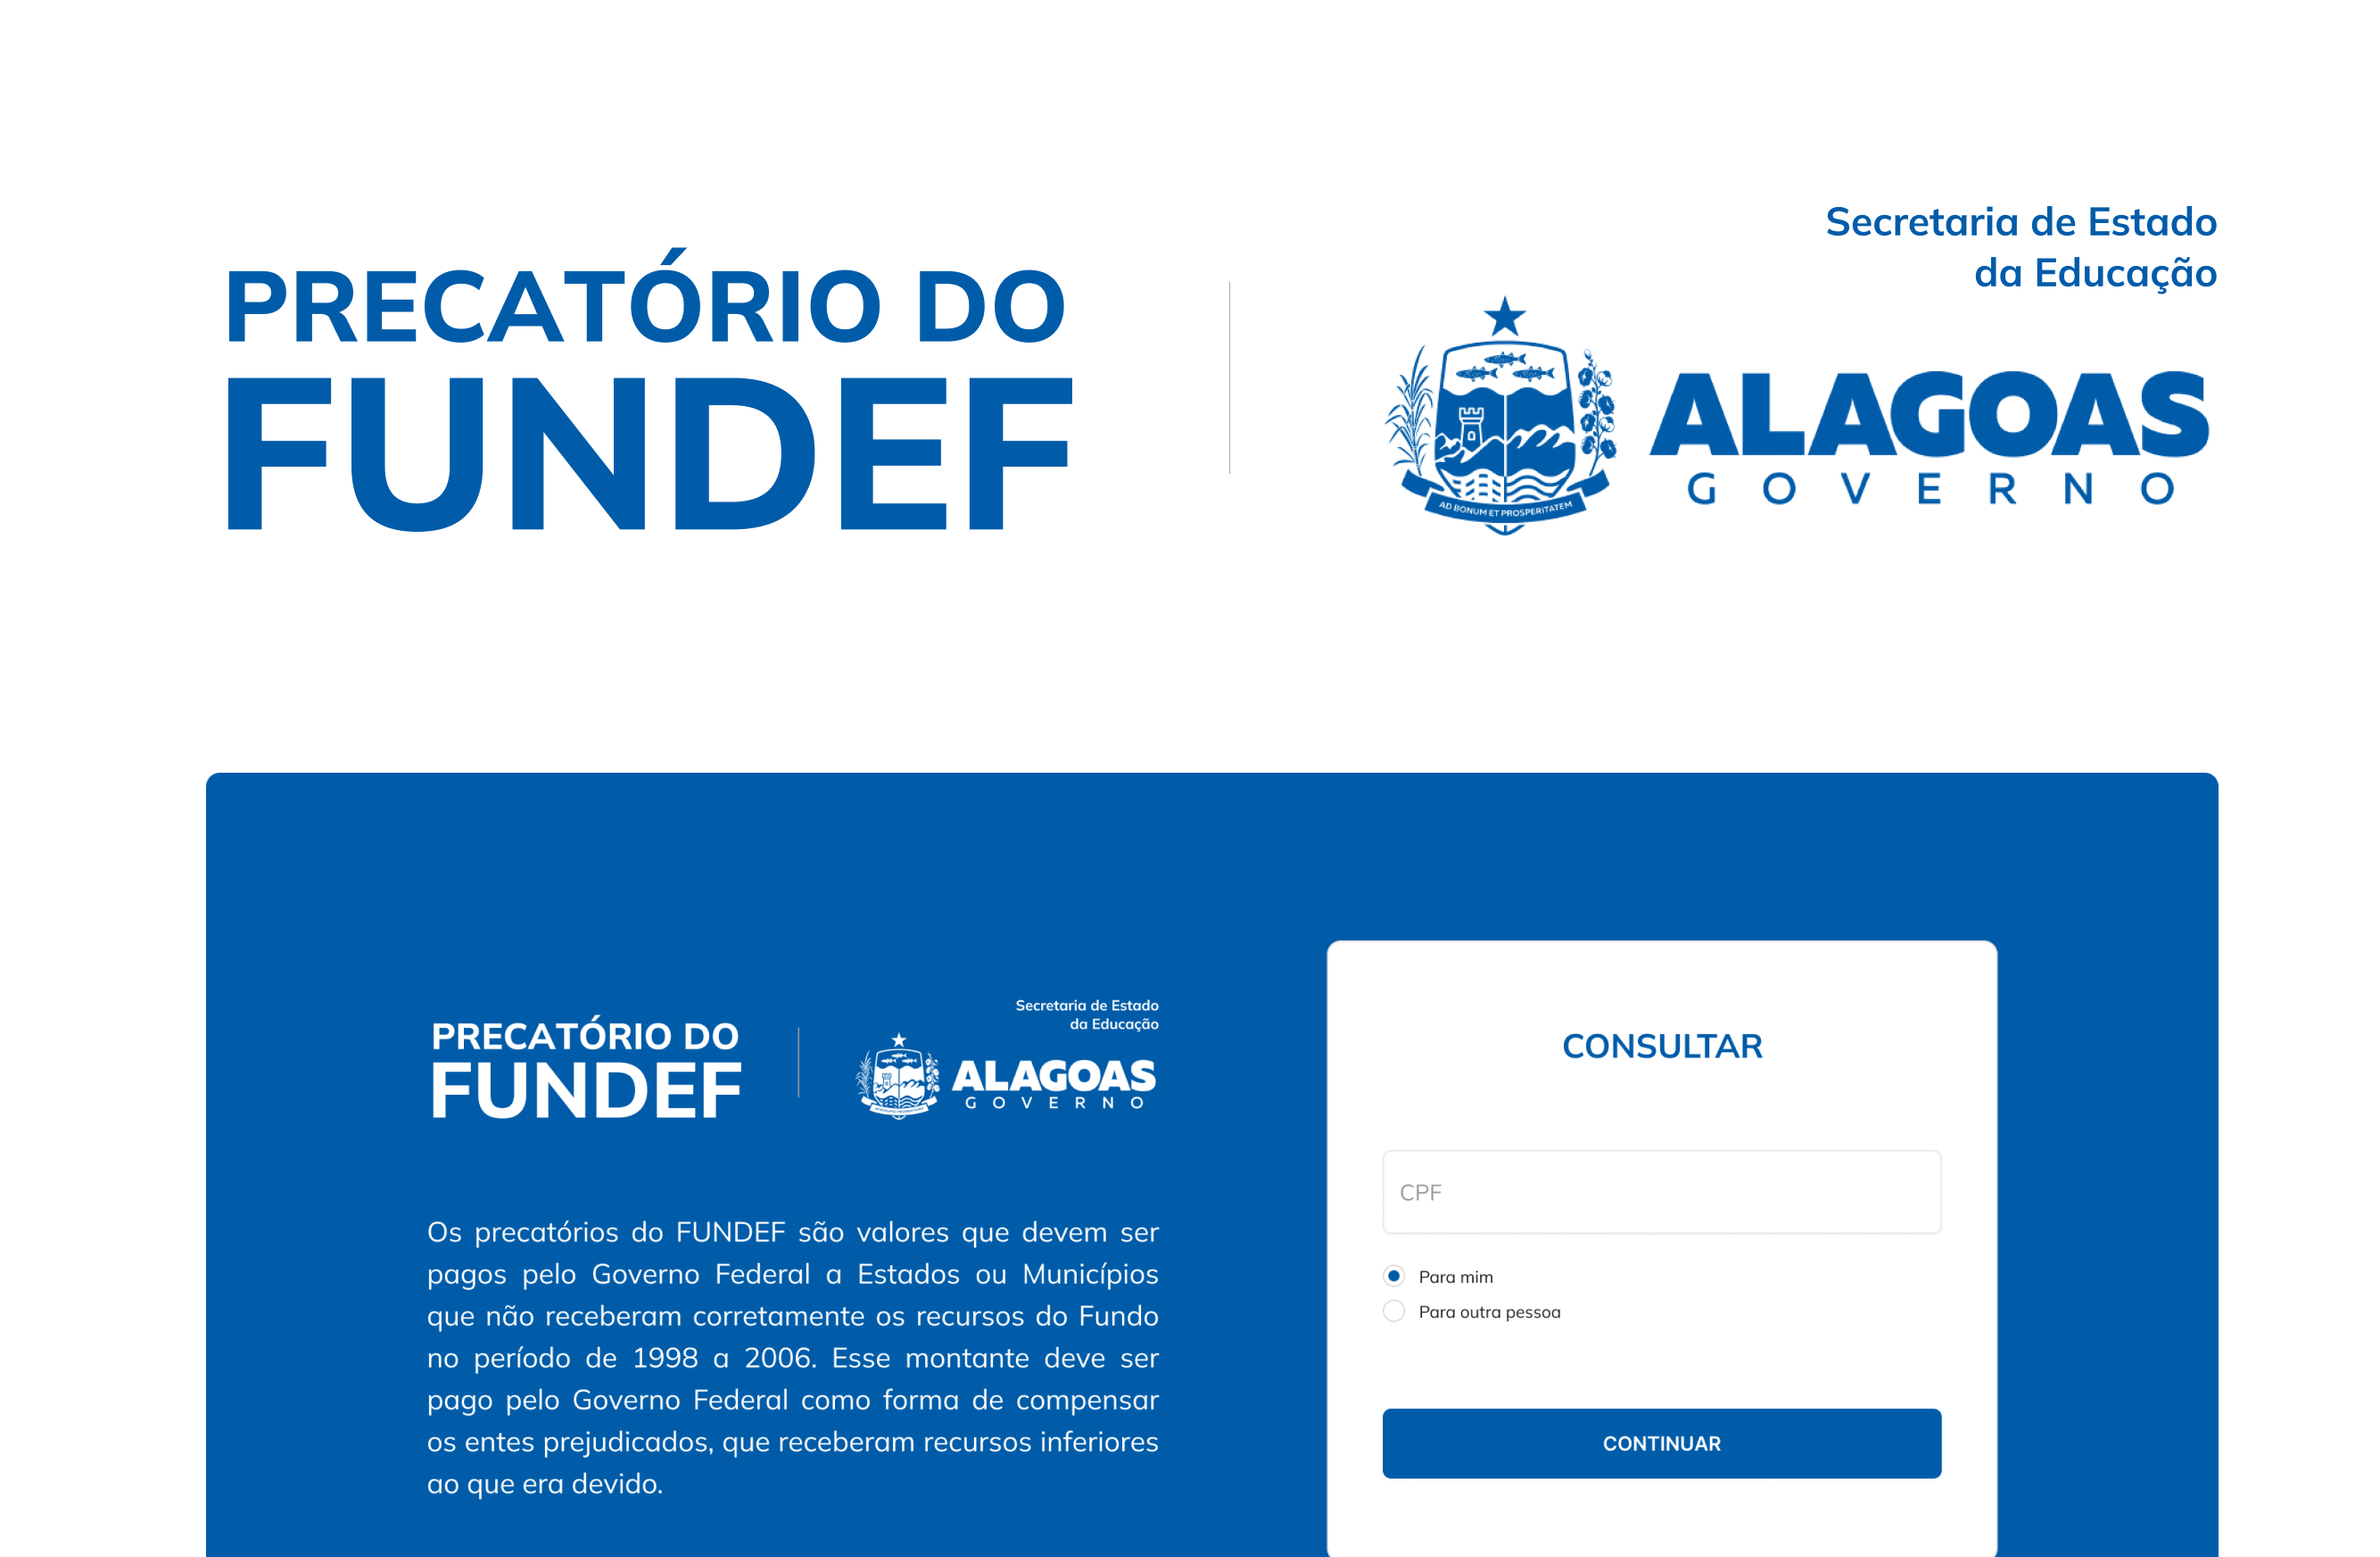 PRECATÓRIO DO
FUNDEF
Secretaria de Estado
da Educação
ALAGOAS
GOVERNO
AD BONUM ET PROSPERITATEM
PRECATÓRIO DO
FUNDEF
Secretaria de Estado
da Educação
ALAGOAS
GOVERNO
Os precatórios do FUNDEF são valores que devem ser
pagos pelo Governo Federal a Estados ou Municípios
que não receberam corretamente os recursos do Fundo
no período de 1998 a 2006. Esse montante deve ser
pago pelo Governo Federal como forma de compensar
os entes prejudicados, que receberam recursos inferiores
ao que era devido.
CONSULTAR
CPF
Para mim
Para outra pessoa
CONTINUAR